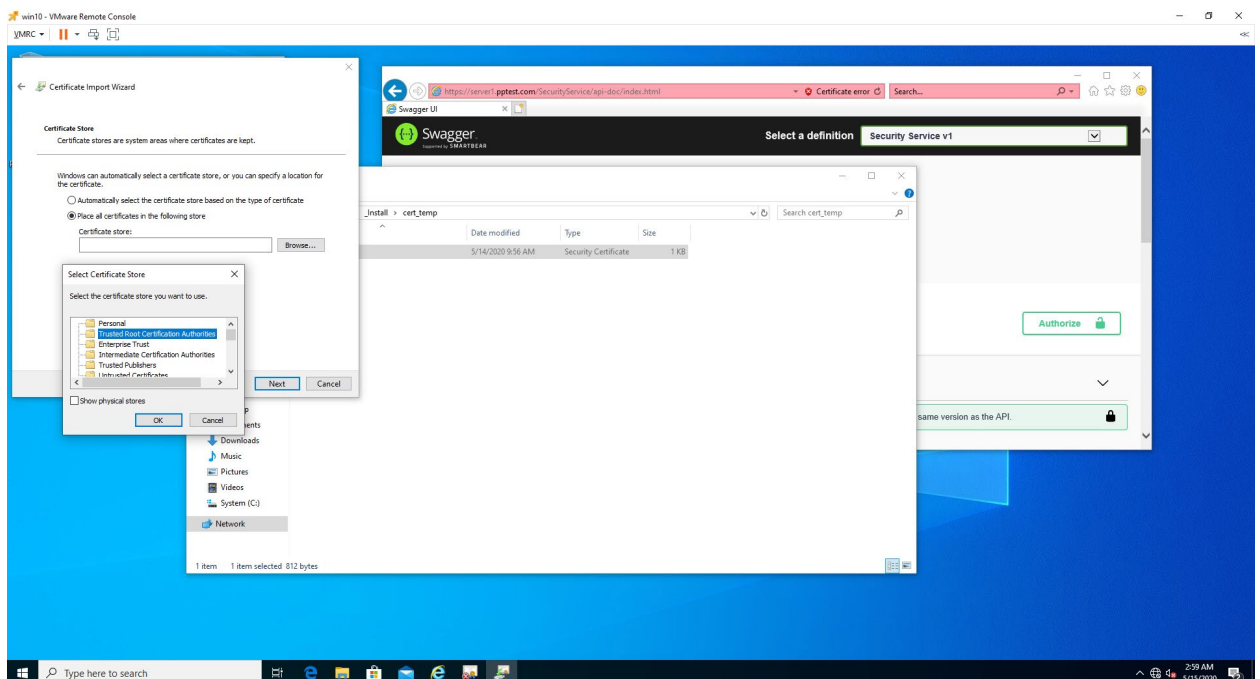 win10 - VMware Remote Console
VMRC
Certificate Import Wizard
Certificate Store
Certificate stores are system areas where certificates are kept.
Windows can automatically select a certificate store, or you can specify a location for
the certificate.
Automatically select the certificate store based on the type of certificate
Place all certificates in the following store
Certificate store:
Browse...
Select Certificate Store
Select the certificate store you want to use.
Personal
Trusted Root Certification Authorities
Enterprise Trust
Intermediate Certification Authorities
Trusted Publishers
Untrusted Certificates
Show physical stores
OK
Cancel
Next
Cancel
https://server1.pptest.com/SecurityService/api-doc/index.html
Certificate error
Search...
Swagger UI
Swagger.
Supported by SMARTBEAR
Select a definition
Security Service v1
Authorize
same version as the API.
_Install > cert_temp
Search cert_temp
Date modified
Type
Size
5/14/2020 9:56 AM
Security Certificate
1 KB
Downloads
Music
Pictures
Videos
System (C:)
Network
1 item
1 item selected 812 bytes
Type here to search
2:59 AM
5/15/2020